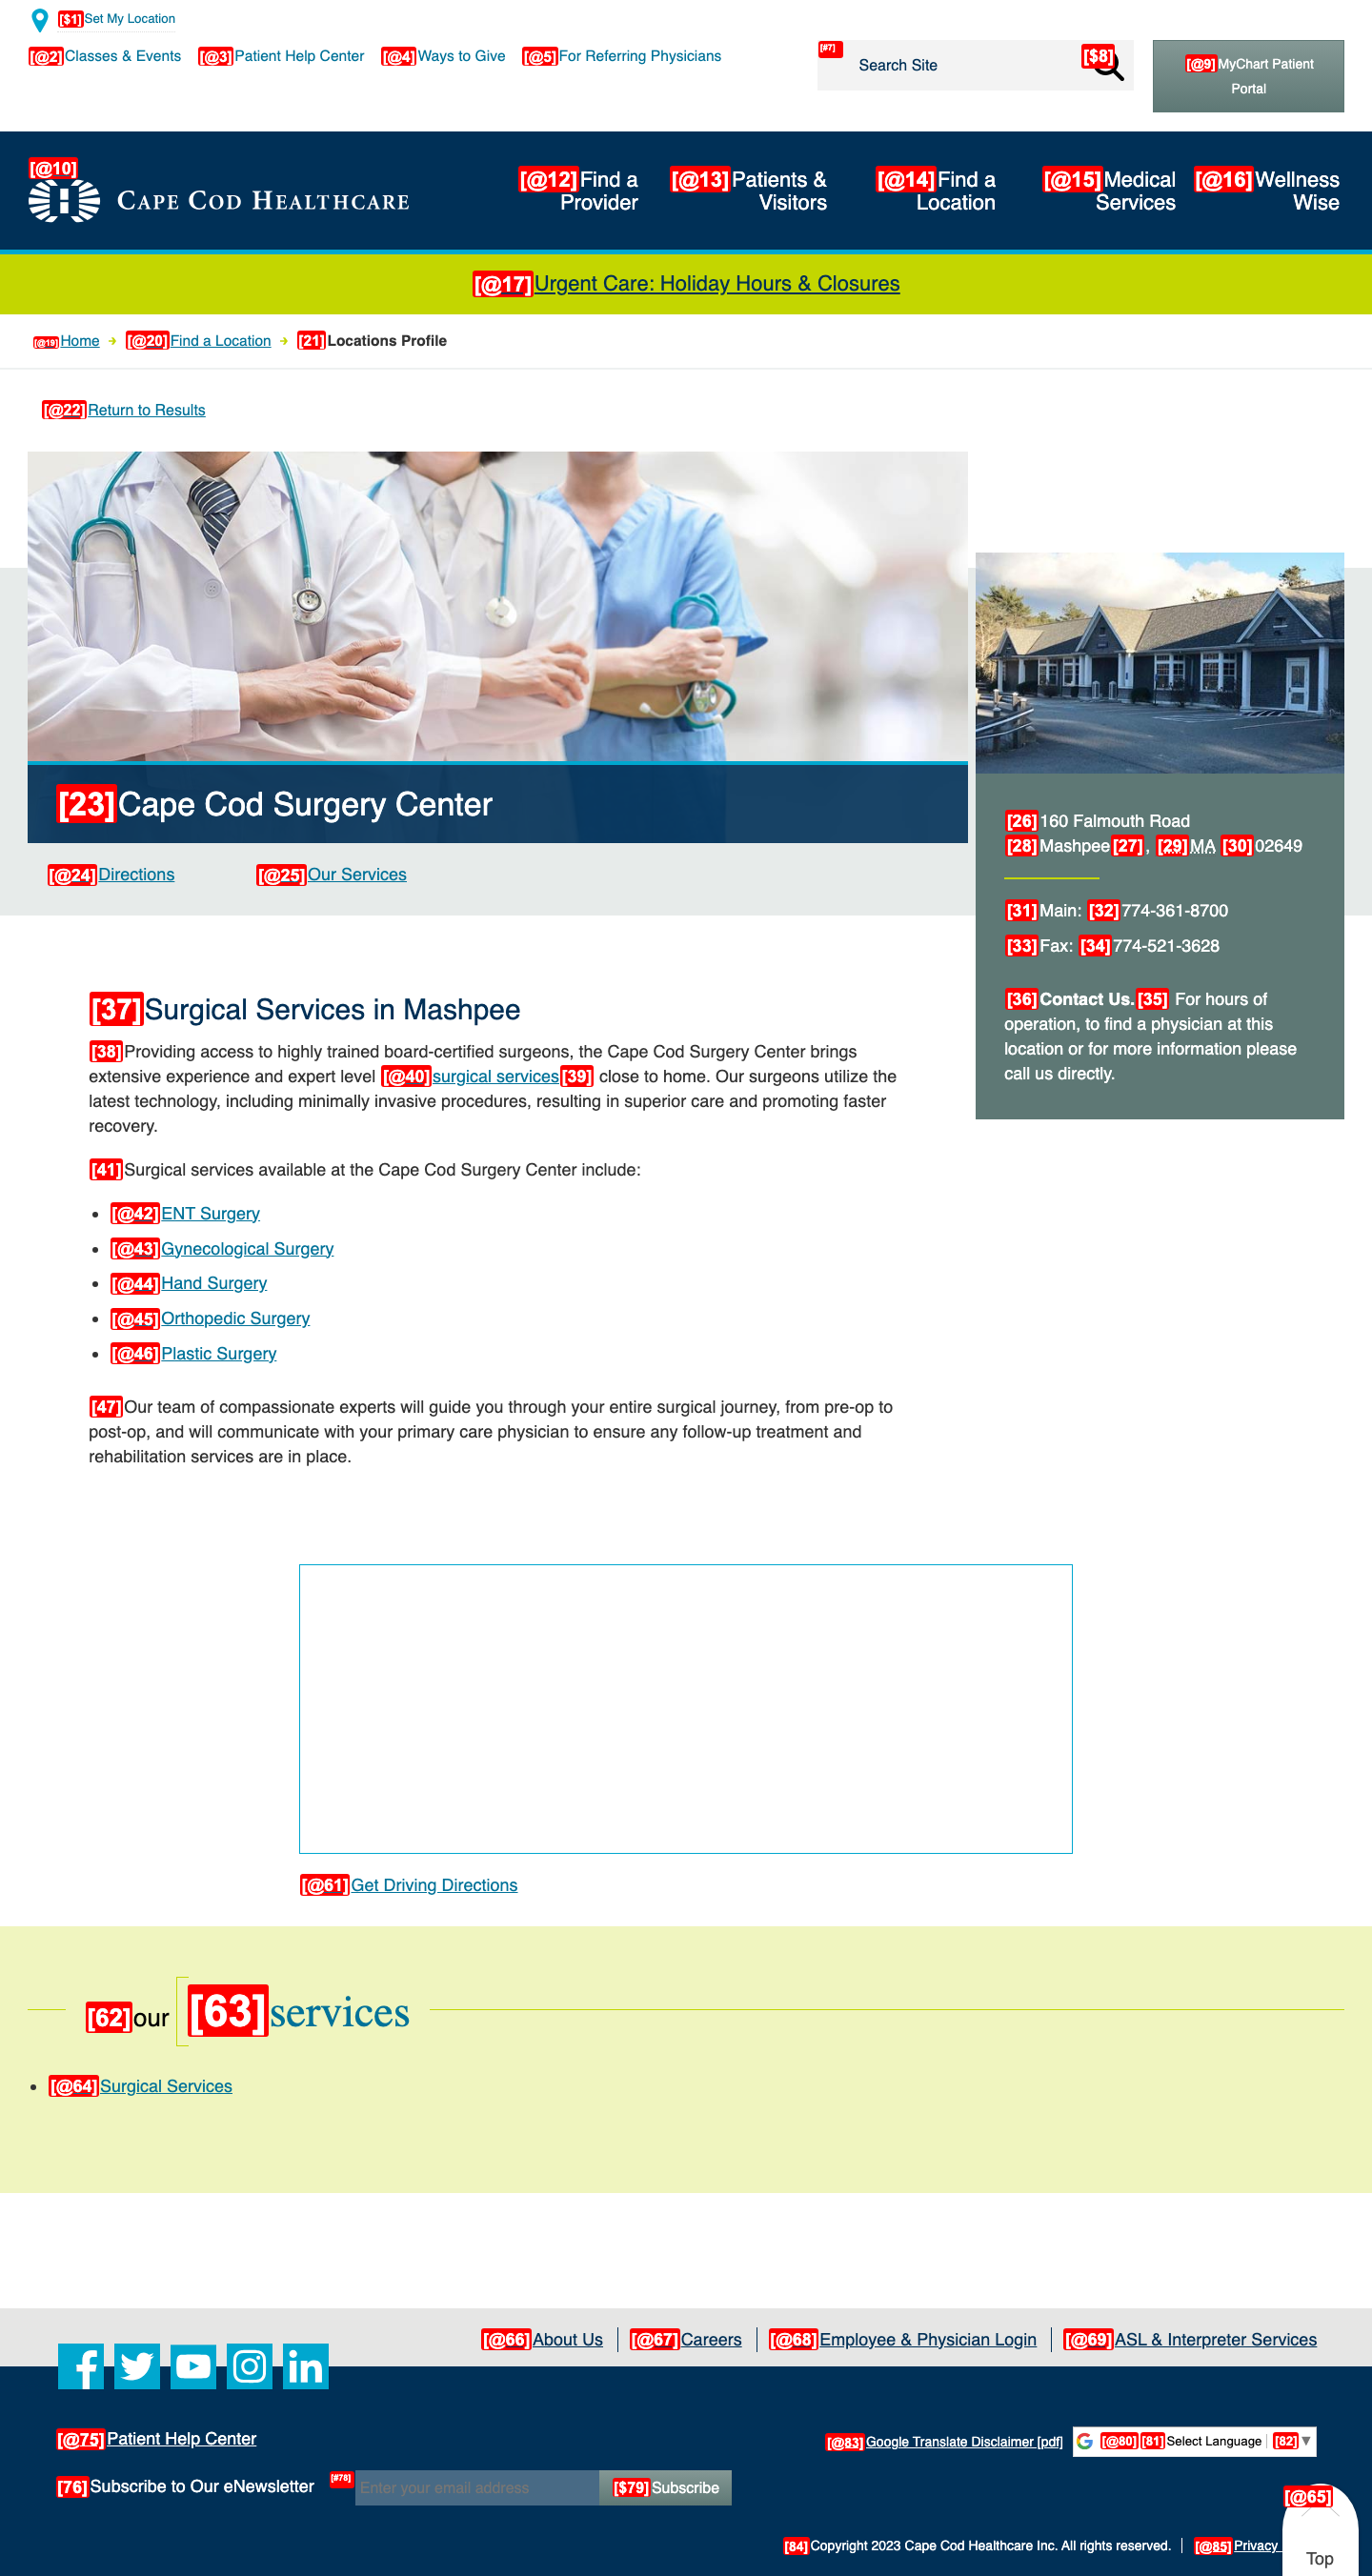 [$1]Set My Location
[@2]Classes & Events [@3]Patient Help Center [@4]Ways to Give [@5]For Referring Physicians
[#7] Search Site [$8]
[@9]MyChart Patient
Portal
[@10]
CAPE COD HEALTHCARE
[@12]Find a
Provider
[@13]Patients &
Visitors
[@14]Find a
Location
[@15]Medical
Services
[@16]Wellness
Wise
[@17]Urgent Care: Holiday Hours & Closures
[@19]Home [@20]Find a Location [21]Locations Profile
[@22]Return to Results
[23]Cape Cod Surgery Center
[@24]Directions [@25]Our Services
[26]160 Falmouth Road
[28]Mashpee[27], [29]MA [30]02649
[31]Main: [32]774-361-8700
[33]Fax: [34]774-521-3628
[36]Contact Us.[35] For hours of
operation, to find a physician at this
location or for more information please
call us directly.
[37]Surgical Services in Mashpee
[38]Providing access to highly trained board-certified surgeons, the Cape Cod Surgery Center brings
extensive experience and expert level [@40]surgical services[39] close to home. Our surgeons utilize the
latest technology, including minimally invasive procedures, resulting in superior care and promoting faster
recovery.
[41]Surgical services available at the Cape Cod Surgery Center include:
• [@42]ENT Surgery
• [@43]Gynecological Surgery
• [@44]Hand Surgery
• [@45]Orthopedic Surgery
• [@46]Plastic Surgery
[47]Our team of compassionate experts will guide you through your entire surgical journey, from pre-op to
post-op, and will communicate with your primary care physician to ensure any follow-up treatment and
rehabilitation services are in place.
[@61]Get Driving Directions
[62]our [63]services
• [@64]Surgical Services
[@66]About Us [@67]Careers [@68]Employee & Physician Login [@69]ASL & Interpreter Services
[@75]Patient Help Center
[@83]Google Translate Disclaimer [pdf] [@80][81]Select Language [82]▼
[76]Subscribe to Our eNewsletter [#78] Enter your email address [$79]Subscribe
[@65]
Top
[84]Copyright 2023 Cape Cod Healthcare Inc. All rights reserved. [@85]Privacy